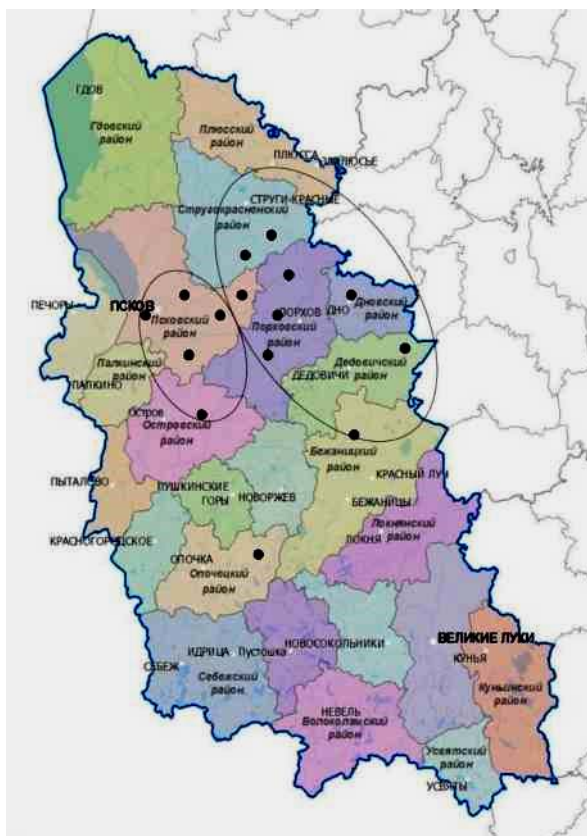 ГДОВ
Гдовский
район
Плюсский
район
ПЛЮССА
ЗАПЛЮСЬЕ
СТРУГИ-КРАСНЫЕ
Стругокрасненский
район
ПЕЧОРЫ
ПСКОВ
Псковский
район
ПОРХОВ
Порховский
район
ДНО
Дновский
район
Палкинский
район
ПАЛКИНО
ДЕДОВИЧИ
Дедовичский
район
Остров
Островский
район
Бежаницкий
район
ПЫТАЛОВО
ПУШКИНСКИЕ
ГОРЫ
НОВОРЖЕВ
КРАСНЫЙ ЛУЧ
БЕЖАНИЦЫ
Локнянский
район
ЛОКНЯ
КРАСНОГОРОДСКОЕ
ОПОЧКА
Опочецкий
район
СЕБЕЖ
ИДРИЦА
Пустошка
НОВОСОКОЛЬНИКИ
ВЕЛИКИЕ ЛУКИ
КУНЬЯ
Себежский
район
Куньинский
район
НЕВЕЛЬ
Волоколамский
район
Усвятский
район
УСВЯТЫ